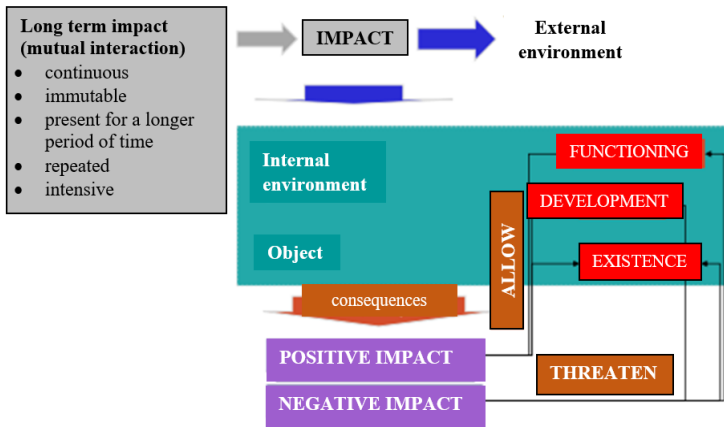 Long term impact
(mutual interaction)
• continuous
• immutable
• present for a longer
period of time
• repeated
• intensive
IMPACT
External
environment
Internal
environment
Object
FUNCTIONING
DEVELOPMENT
EXISTENCE
ALLOW
consequences
POSITIVE IMPACT
NEGATIVE IMPACT
THREATEN